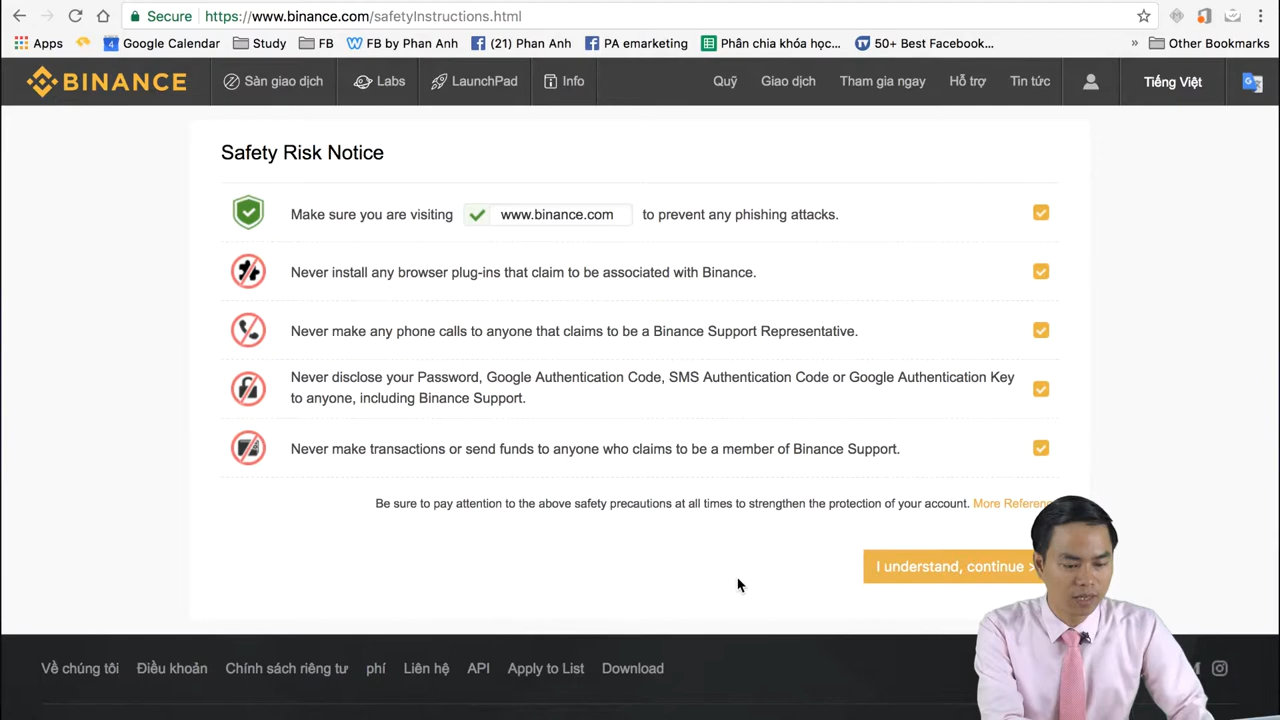 Secure https://www.binance.com/safetyInstructions.html
Apps Google Calendar Study FB FB by Phan Anh (21) Phan Anh PA emarketing Phân chia khóa học... 50+ Best Facebook... » Other Bookmarks
BINANCE Sàn giao dịch Labs LaunchPad Info Quỹ Giao dịch Tham gia ngay Hỗ trợ Tin tức Tiếng Việt
Safety Risk Notice
Make sure you are visiting www.binance.com to prevent any phishing attacks.
Never install any browser plug-ins that claim to be associated with Binance.
Never make any phone calls to anyone that claims to be a Binance Support Representative.
Never disclose your Password, Google Authentication Code, SMS Authentication Code or Google Authentication Key
to anyone, including Binance Support.
Never make transactions or send funds to anyone who claims to be a member of Binance Support.
Be sure to pay attention to the above safety precautions at all times to strengthen the protection of your account. More Referen
I understand, continue >
Về chúng tôi Điều khoản Chính sách riêng tư phí Liên hệ API Apply to List Download